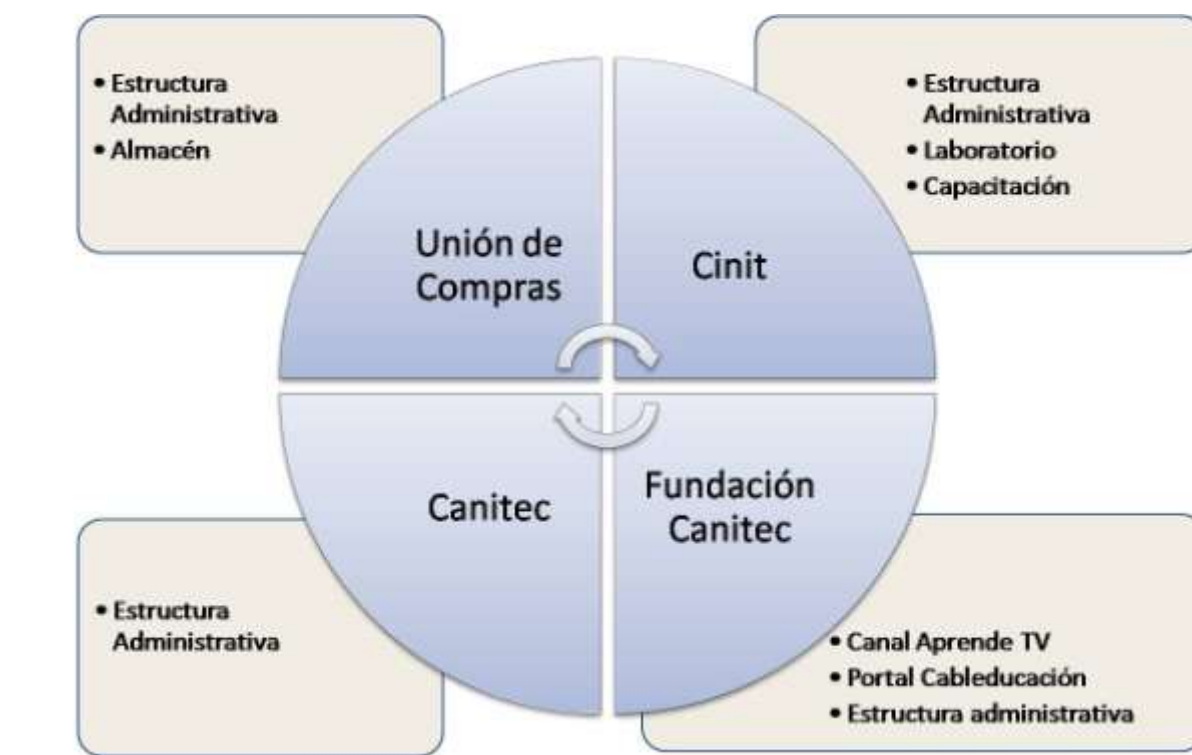 • Estructura
Administrativa
• Almacén
• Estructura
Administrativa
• Laboratorio
• Capacitación
Unión de
Compras
Cinit
Canitec
Fundación
Canitec
• Estructura
Administrativa
• Canal Aprende TV
• Portal Cableducación
• Estructura administrativa